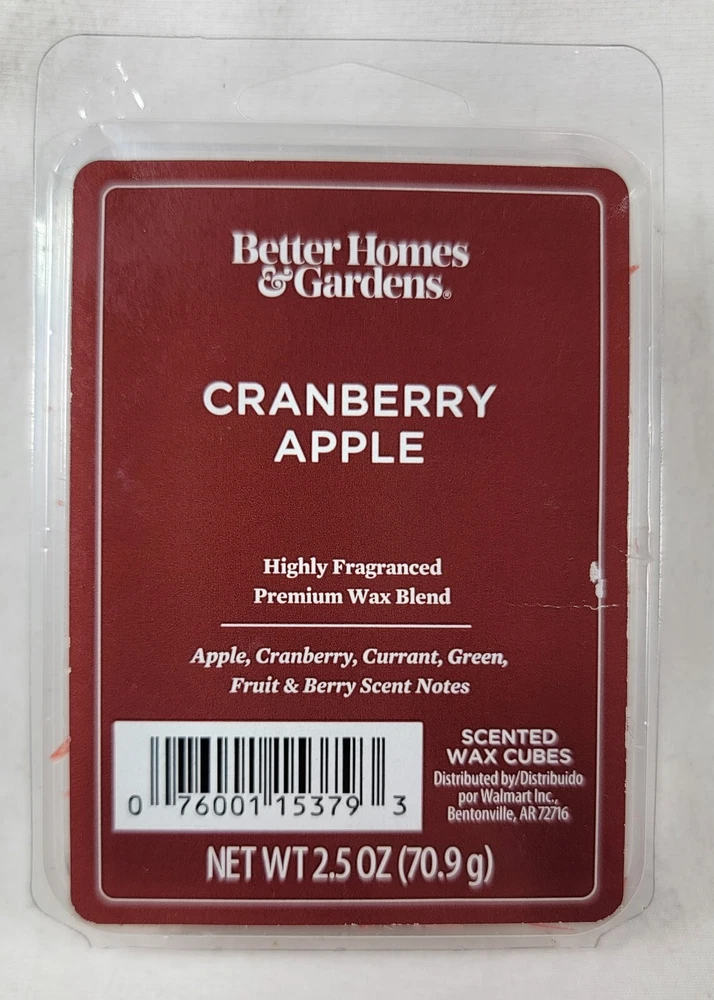 Better Homes
& Gardens®
CRANBERRY
APPLE
Highly Fragranced
Premium Wax Blend
Apple, Cranberry, Currant, Green,
Fruit & Berry Scent Notes
SCENTED
WAX CUBES
Distributed by/Distribuido
por Walmart Inc.,
Bentonville, AR 72716
0 76001 15379 3
NET WT 2.5 OZ (70.9 g)